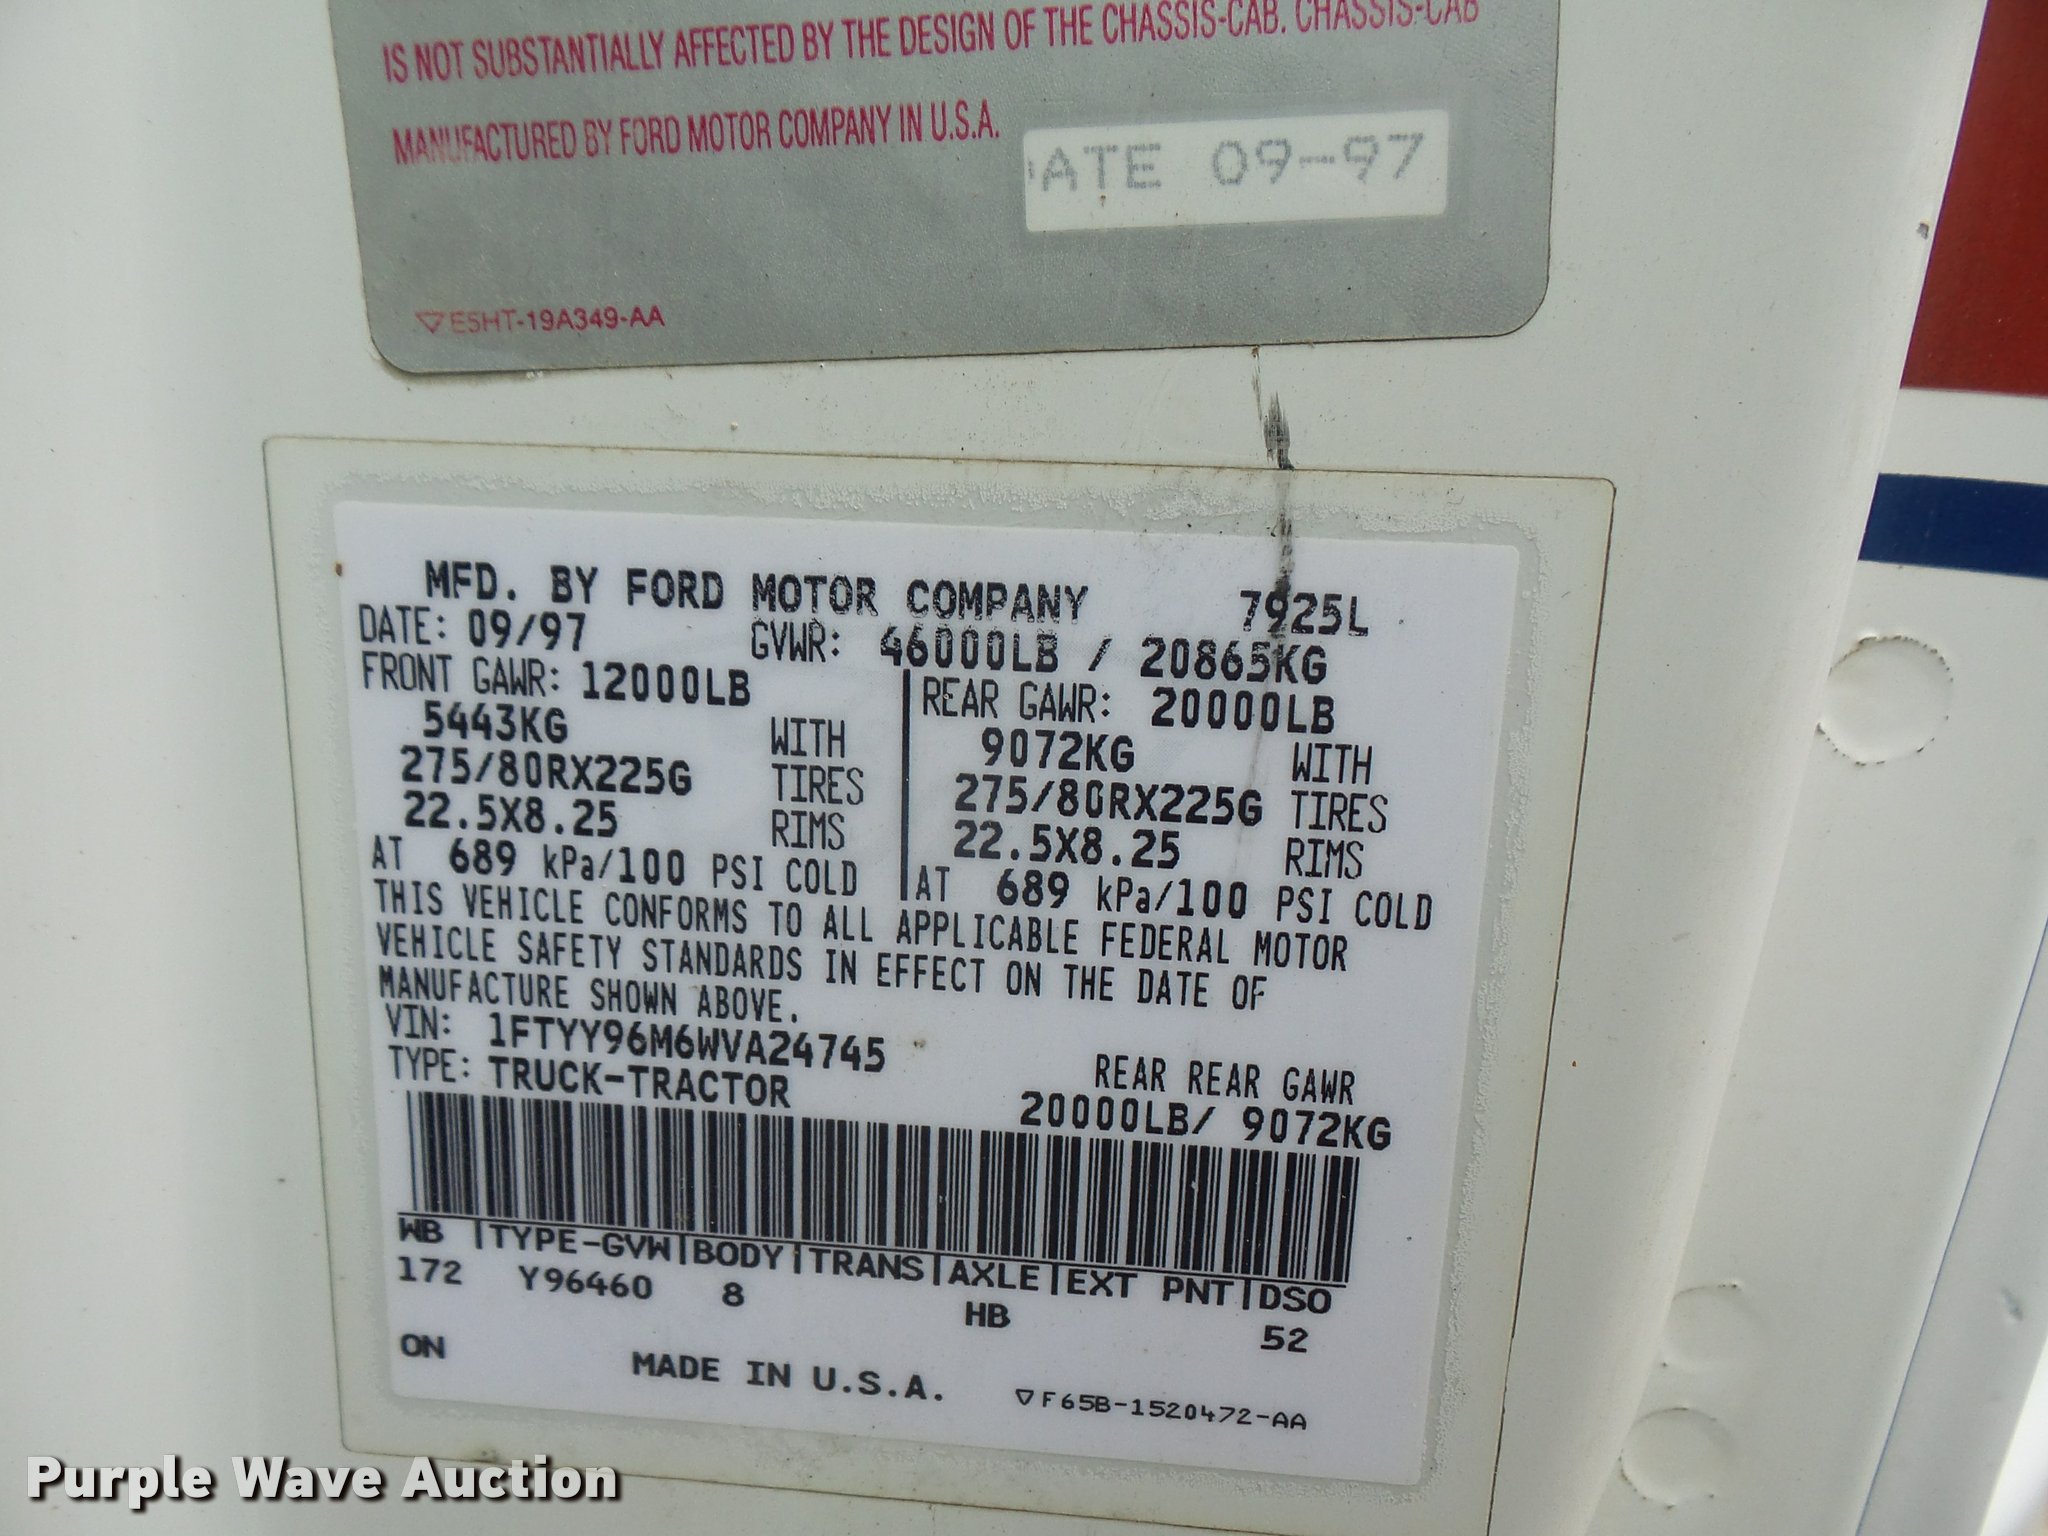 IS NOT SUBSTANTIALLY AFFECTED BY THE DESIGN OF THE CHASSIS-CAB. CHASSIS-CAB
MANUFACTURED BY FORD MOTOR COMPANY IN U.S.A.
DATE 09-97
▽E5HT-19A349-AA
MFD. BY FORD MOTOR COMPANY 7925L
DATE: 09/97 GVWR: 46000LB / 20865KG
FRONT GAWR: 12000LB REAR GAWR: 20000LB
5443KG WITH 9072KG WITH
275/80RX225G TIRES 275/80RX225G TIRES
22.5X8.25 RIMS 22.5X8.25 RIMS
AT 689 kPa/100 PSI COLD AT 689 kPa/100 PSI COLD
THIS VEHICLE CONFORMS TO ALL APPLICABLE FEDERAL MOTOR
VEHICLE SAFETY STANDARDS IN EFFECT ON THE DATE OF
MANUFACTURE SHOWN ABOVE.
VIN: 1FTYY96M6WVA24745
TYPE: TRUCK-TRACTOR REAR REAR GAWR
20000LB/ 9072KG
WB |TYPE-GVW|BODY|TRANS|AXLE|EXT PNT|DSO
172 Y96460 8 HB 52
ON
MADE IN U.S.A. ▽F65B-1520472-AA
Purple Wave Auction